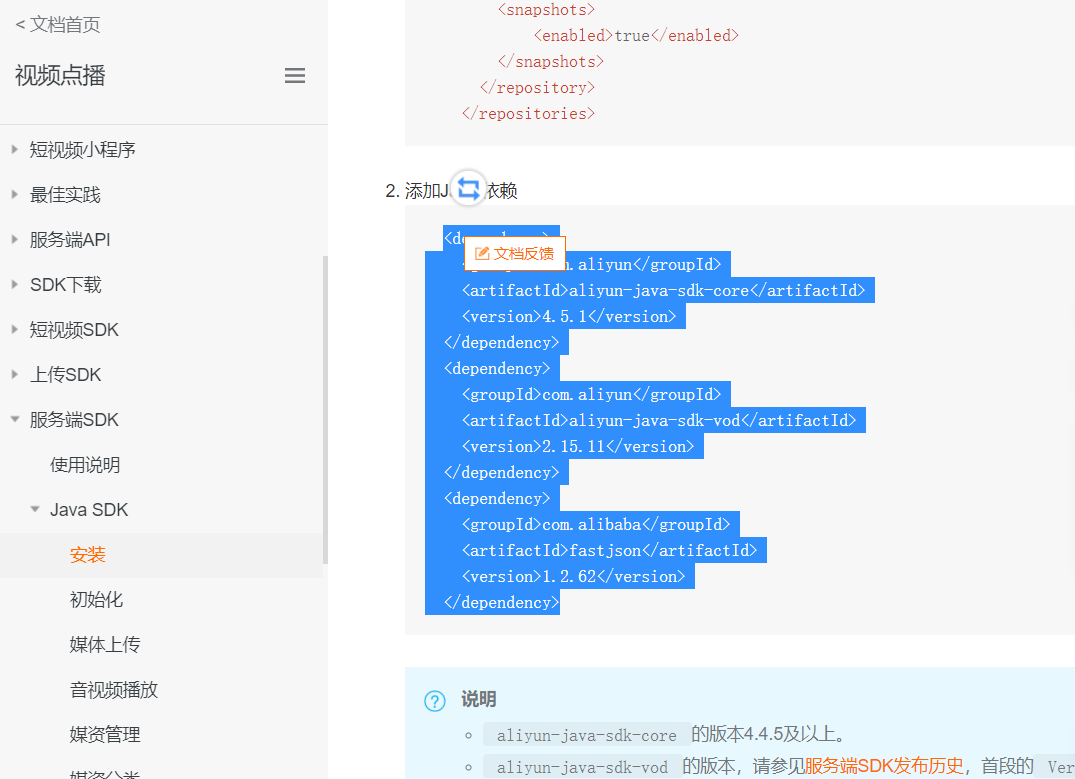 < 文档首页
视频点播
短视频小程序
最佳实践
服务端API
SDK下载
短视频SDK
上传SDK
服务端SDK
使用说明
Java SDK
安装
初始化
媒体上传
音视频播放
媒资管理
媒资分类
<snapshots>
<enabled>true</enabled>
</snapshots>
</repository>
</repositories>
2. 添加J 依赖
文档反馈
m.aliyun</groupId>
<artifactId>aliyun-java-sdk-core</artifactId>
<version>4.5.1</version>
</dependency>
<dependency>
<groupId>com.aliyun</groupId>
<artifactId>aliyun-java-sdk-vod</artifactId>
<version>2.15.11</version>
</dependency>
<dependency>
<groupId>com.alibaba</groupId>
<artifactId>fastjson</artifactId>
<version>1.2.62</version>
</dependency>
说明
aliyun-java-sdk-core 的版本4.4.5及以上。
aliyun-java-sdk-vod 的版本，请参见服务端SDK发布历史，首段的 Ver